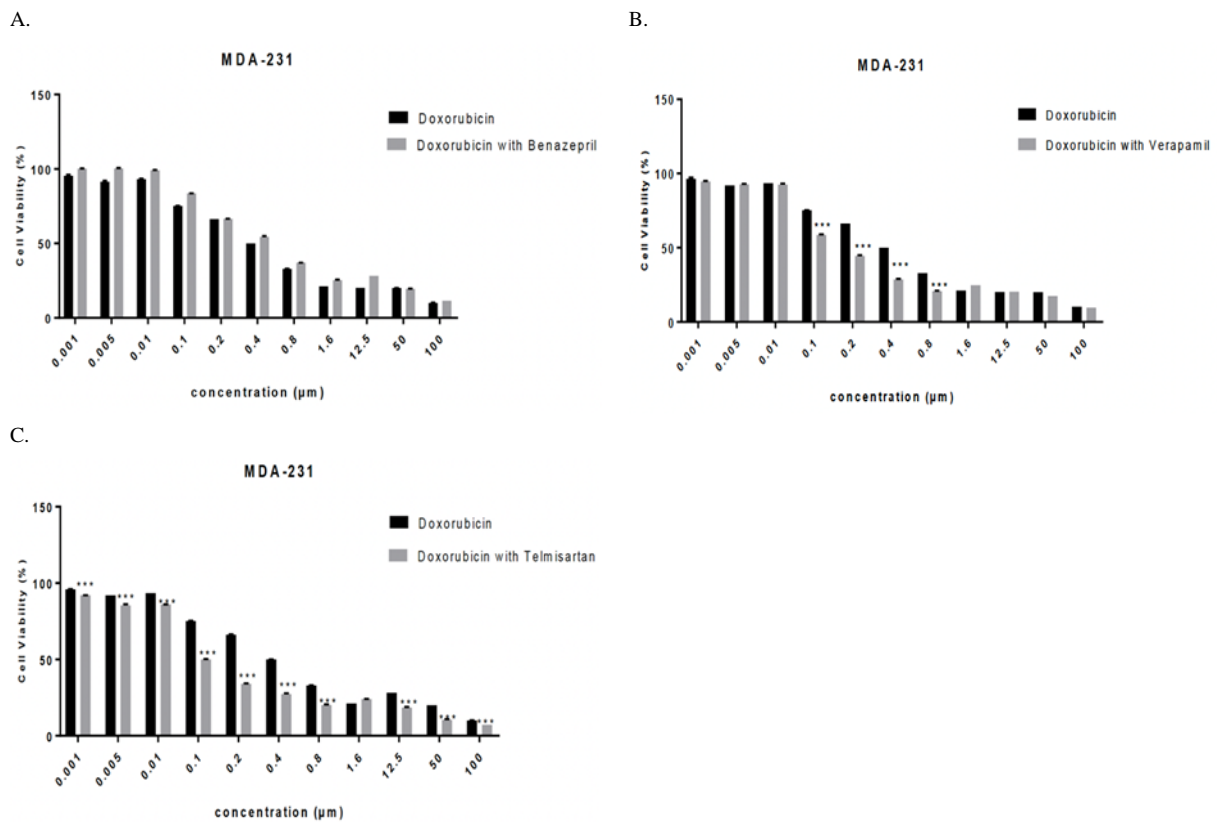 A.
MDA-231
Cell Viability (%)
150
100
50
0
Doxorubicin
Doxorubicin with Benazepril
0.001 0.005 0.01 0.1 0.2 0.4 0.8 1.6 12.5 50 100
concentration (µm)
B.
MDA-231
Cell Viability (%)
150
100
50
0
Doxorubicin
Doxorubicin with Verapamil
*** *** *** ***
0.001 0.005 0.01 0.1 0.2 0.4 0.8 1.6 12.5 50 100
concentration (µm)
C.
MDA-231
Cell Viability (%)
150
100
50
0
Doxorubicin
Doxorubicin with Telmisartan
*** *** *** *** *** *** *** *** *** ***
0.001 0.005 0.01 0.1 0.2 0.4 0.8 1.6 12.5 50 100
concentration (µm)